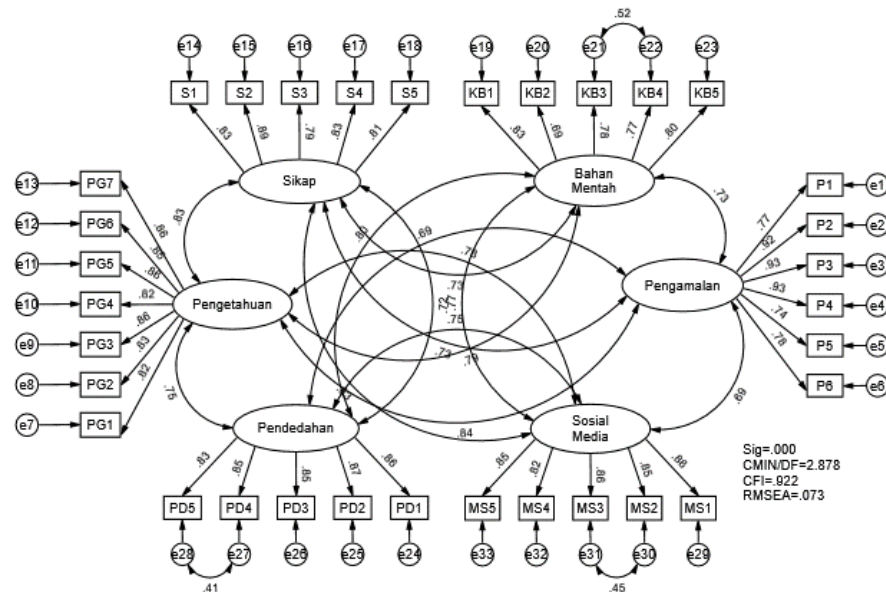 .52
e14 e15 e16 e17 e18 e19 e20 e21 e22 e23
S1 S2 S3 S4 S5 KB1 KB2 KB3 KB4 KB5
.83 .89 .79 .83 .81 .83 .69 .78 .77 .80
Sikap
Bahan
Mentah
e13 PG7
e12 PG6
e11 PG5
e10 PG4
e9 PG3
e8 PG2
e7 PG1
.86
.85
.86
.82
.86
.83
.82
Pengetahuan
.83
.75
.73
.69
P1 e1
P2 e2
P3 e3
P4 e4
P5 e5
P6 e6
.77
.92
.93
.93
.74
.78
Pengamalan
.80
.69
.73
.75
.73
.79
.84
Pendedahan
Sosial
Media
.83 .85 .85 .87 .86 .85 .82 .86 .85
PD5 PD4 PD3 PD2 PD1 MS5 MS4 MS3 MS2 MS1
e28 e27 e26 e25 e24 e33 e32 e31 e30 e29
.41 .45
Sig=.000
CMIN/DF=2.878
CFI=.922
RMSEA=.073